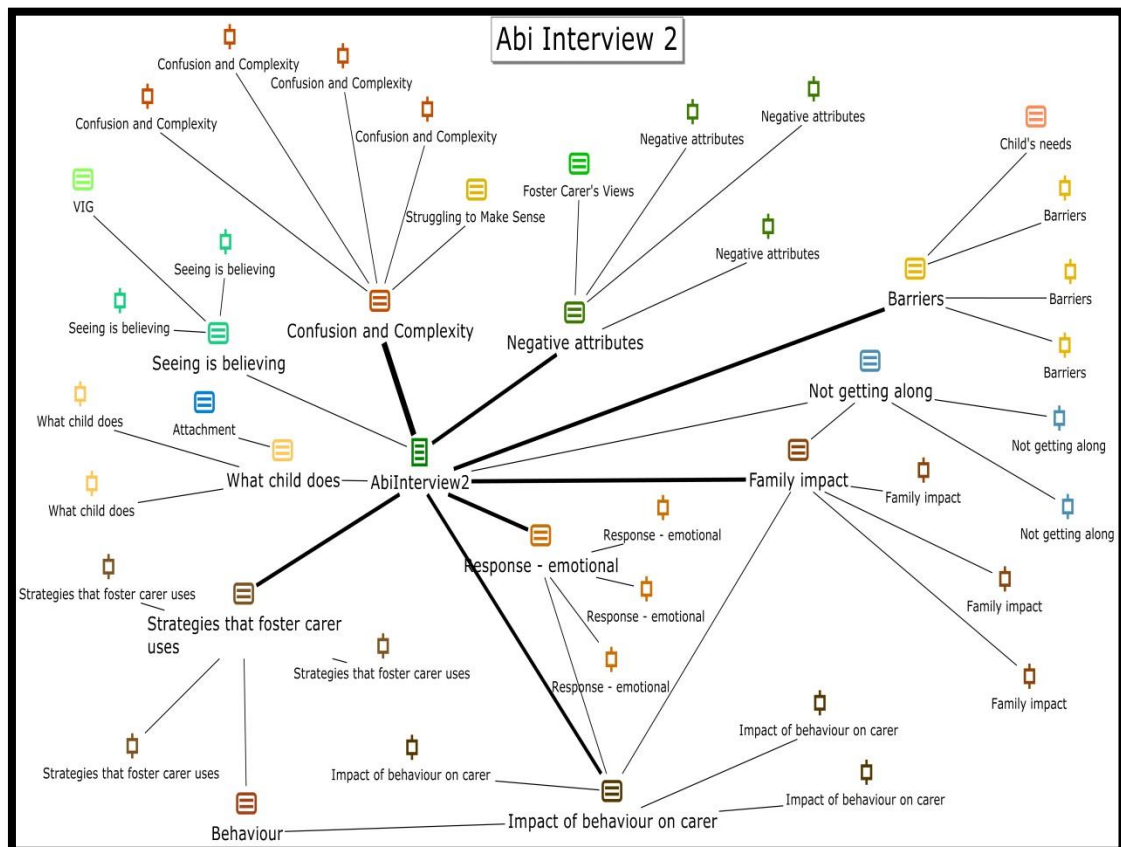 Abi Interview 2
Confusion and Complexity
Confusion and Complexity
Confusion and Complexity
Confusion and Complexity
Negative attributes
Negative attributes
Child's needs
Foster Carer's Views
VIG
Struggling to Make Sense
Barriers
Negative attributes
Seeing is believing
Barriers
Barriers
Seeing is believing
Confusion and Complexity
Negative attributes
Seeing is believing
Barriers
Not getting along
What child does
Attachment
Not getting along
What child does
AbiInterview2
Family impact
Family impact
What child does
Response - emotional
Not getting along
Response - emotional
Strategies that foster carer uses
Family impact
Response - emotional
Strategies that foster carer
uses
Strategies that foster carer uses
Response - emotional
Family impact
Impact of behaviour on carer
Strategies that foster carer uses
Impact of behaviour on carer
Impact of behaviour on carer
Behaviour
Impact of behaviour on carer